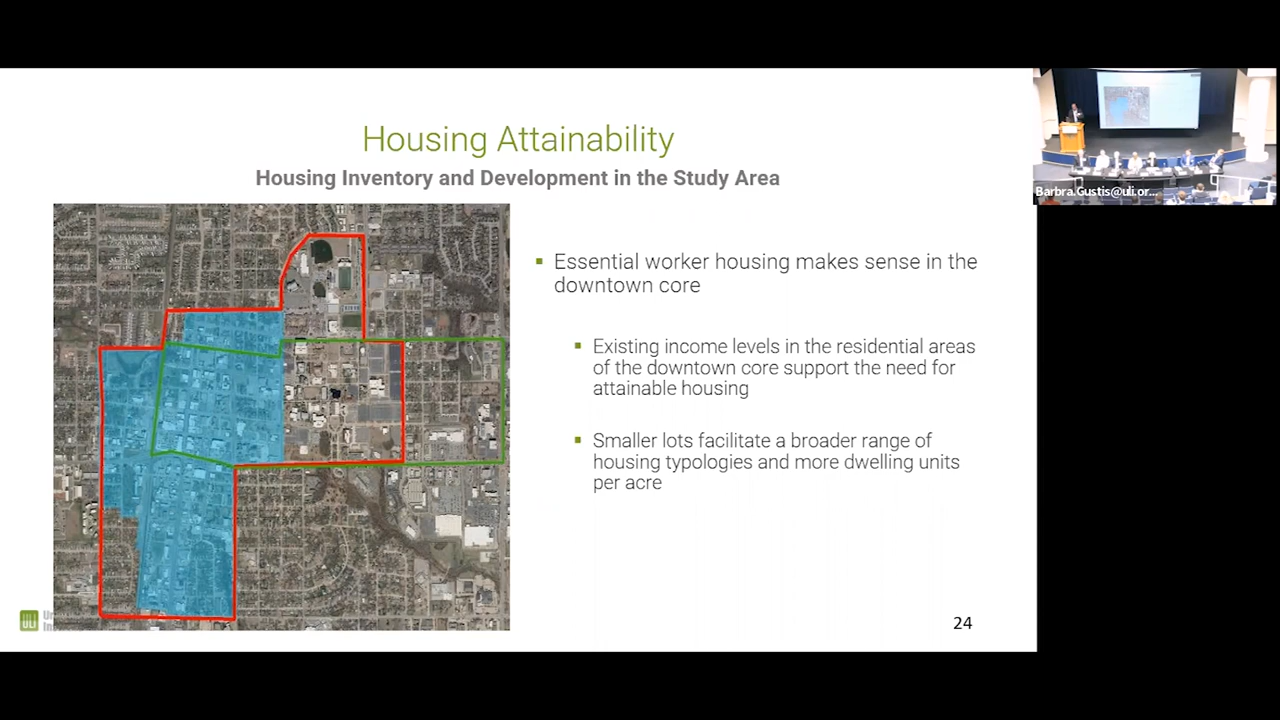 Housing Attainability
Housing Inventory and Development in the Study Area
Barbra.Gustis@uli.or...
▪ Essential worker housing makes sense in the
downtown core
▪ Existing income levels in the residential areas
of the downtown core support the need for
attainable housing
▪ Smaller lots facilitate a broader range of
housing typologies and more dwelling units
per acre
ULI
24